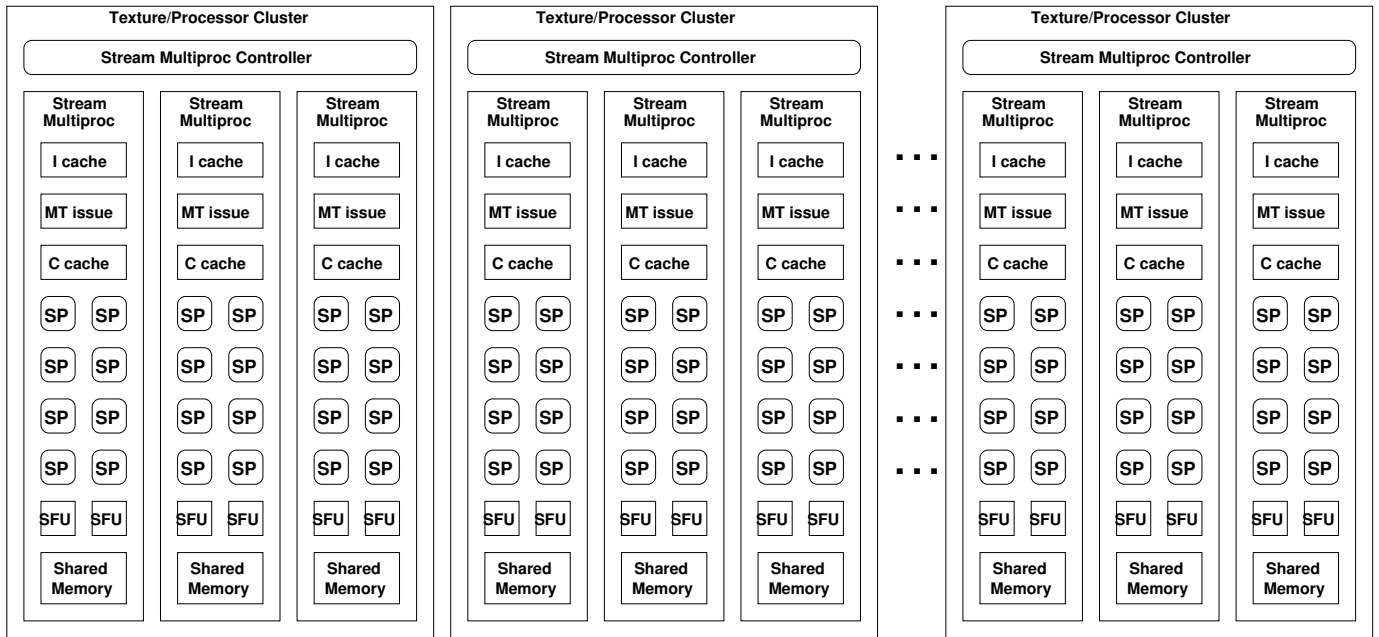 Texture/Processor Cluster Texture/Processor Cluster Texture/Processor Cluster
Stream Multiproc Controller Stream Multiproc Controller Stream Multiproc Controller
Stream Stream Stream Stream Stream Stream Stream Stream Stream
Multiproc Multiproc Multiproc Multiproc Multiproc Multiproc Multiproc Multiproc Multiproc
I cache I cache I cache I cache I cache I cache ... I cache I cache I cache
MT issue MT issue MT issue MT issue MT issue MT issue ... MT issue MT issue MT issue
C cache C cache C cache C cache C cache C cache ... C cache C cache C cache
SP SP SP SP SP SP SP SP SP SP SP SP ... SP SP SP SP SP SP
SP SP SP SP SP SP SP SP SP SP SP SP ... SP SP SP SP SP SP
SP SP SP SP SP SP SP SP SP SP SP SP ... SP SP SP SP SP SP
SP SP SP SP SP SP SP SP SP SP SP SP ... SP SP SP SP SP SP
SFU SFU SFU SFU SFU SFU SFU SFU SFU SFU SFU SFU SFU SFU SFU SFU SFU SFU
Shared Shared Shared Shared Shared Shared Shared Shared Shared
Memory Memory Memory Memory Memory Memory Memory Memory Memory